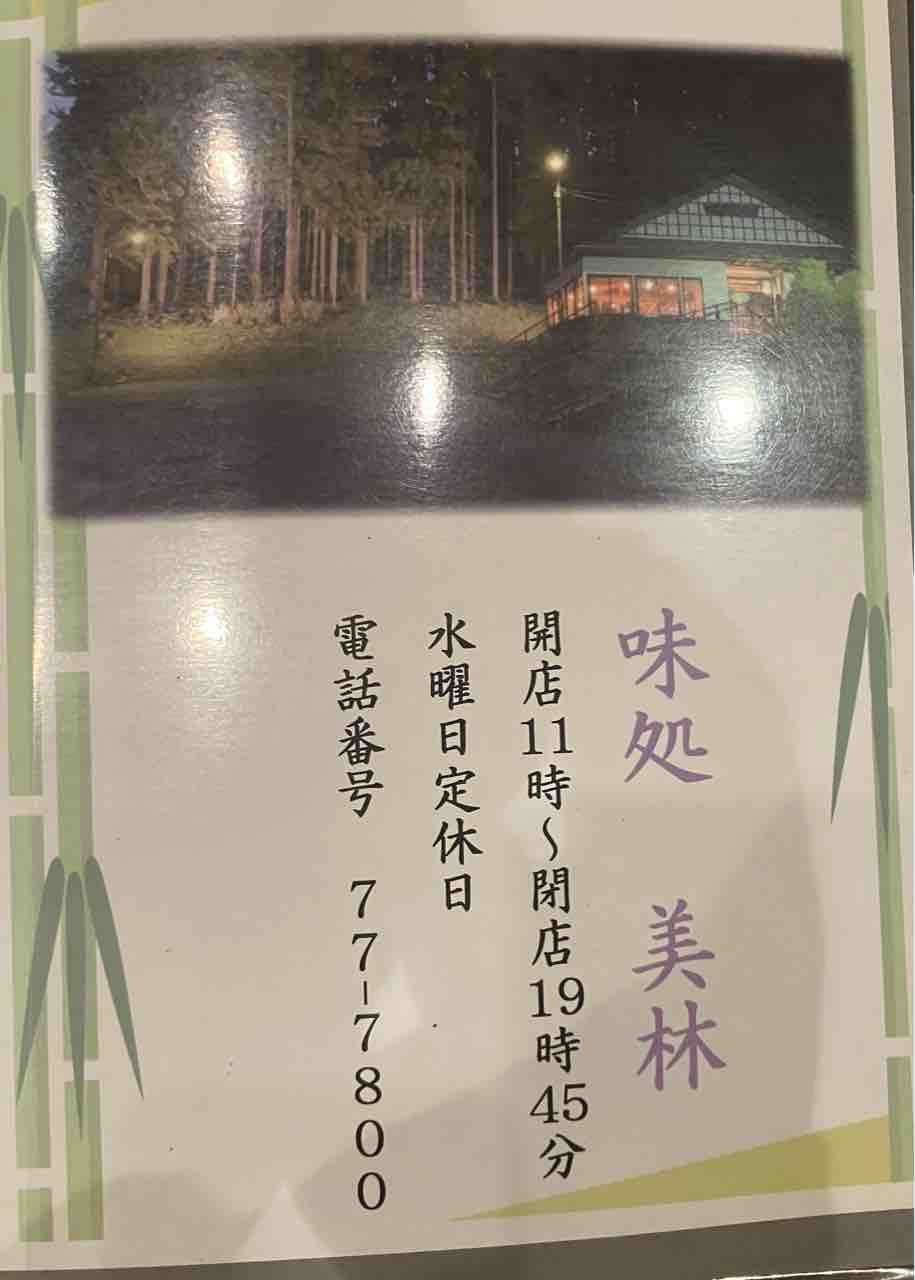 味処 美林
開店11時～閉店19時45分
水曜日定休日
電話番号 77-7800